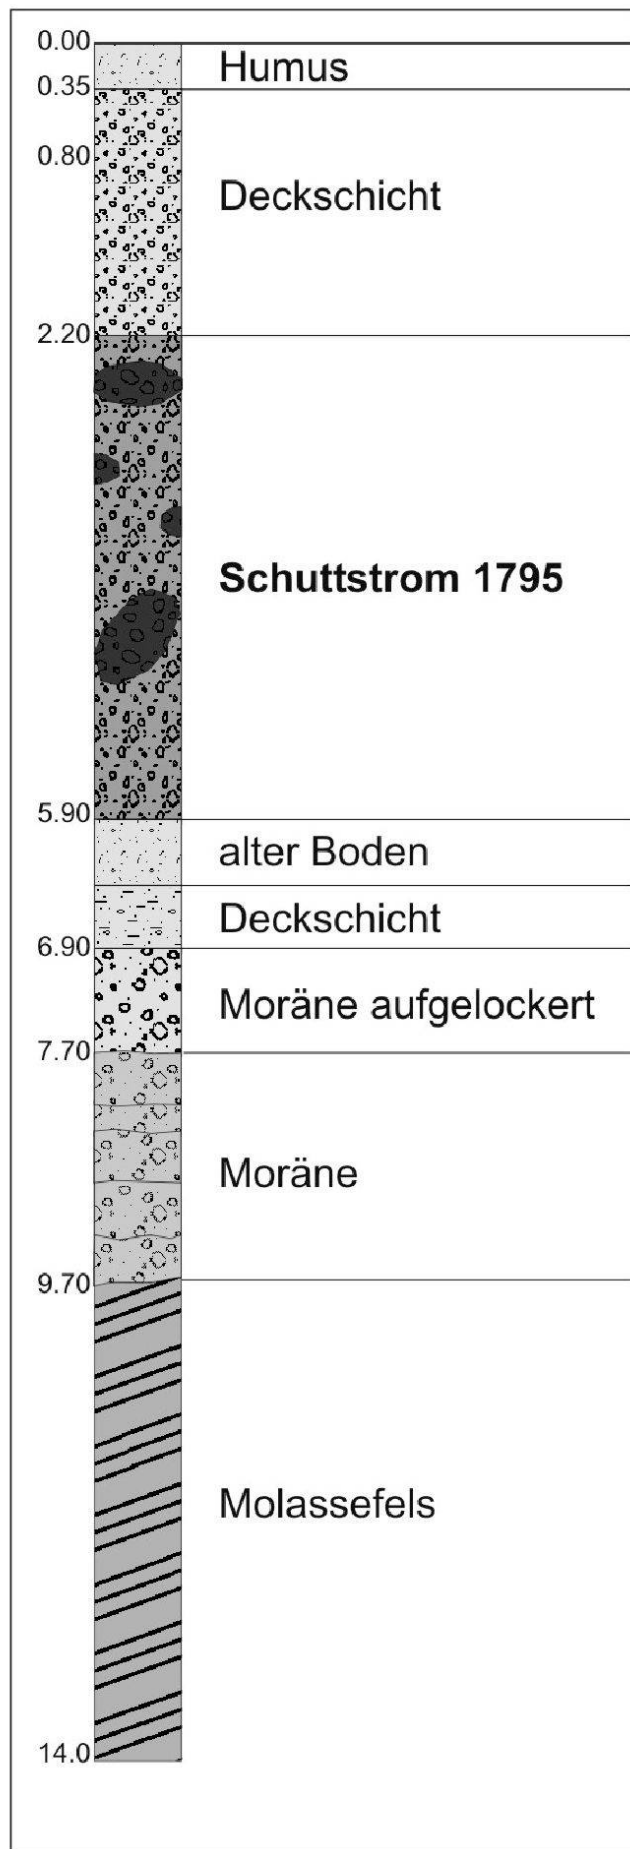 0.00
Humus
0.35
0.80
Deckschicht
2.20
Schuttstrom 1795
5.90
alter Boden
Deckschicht
6.90
Moräne aufgelockert
7.70
Moräne
9.70
Molassefels
14.0